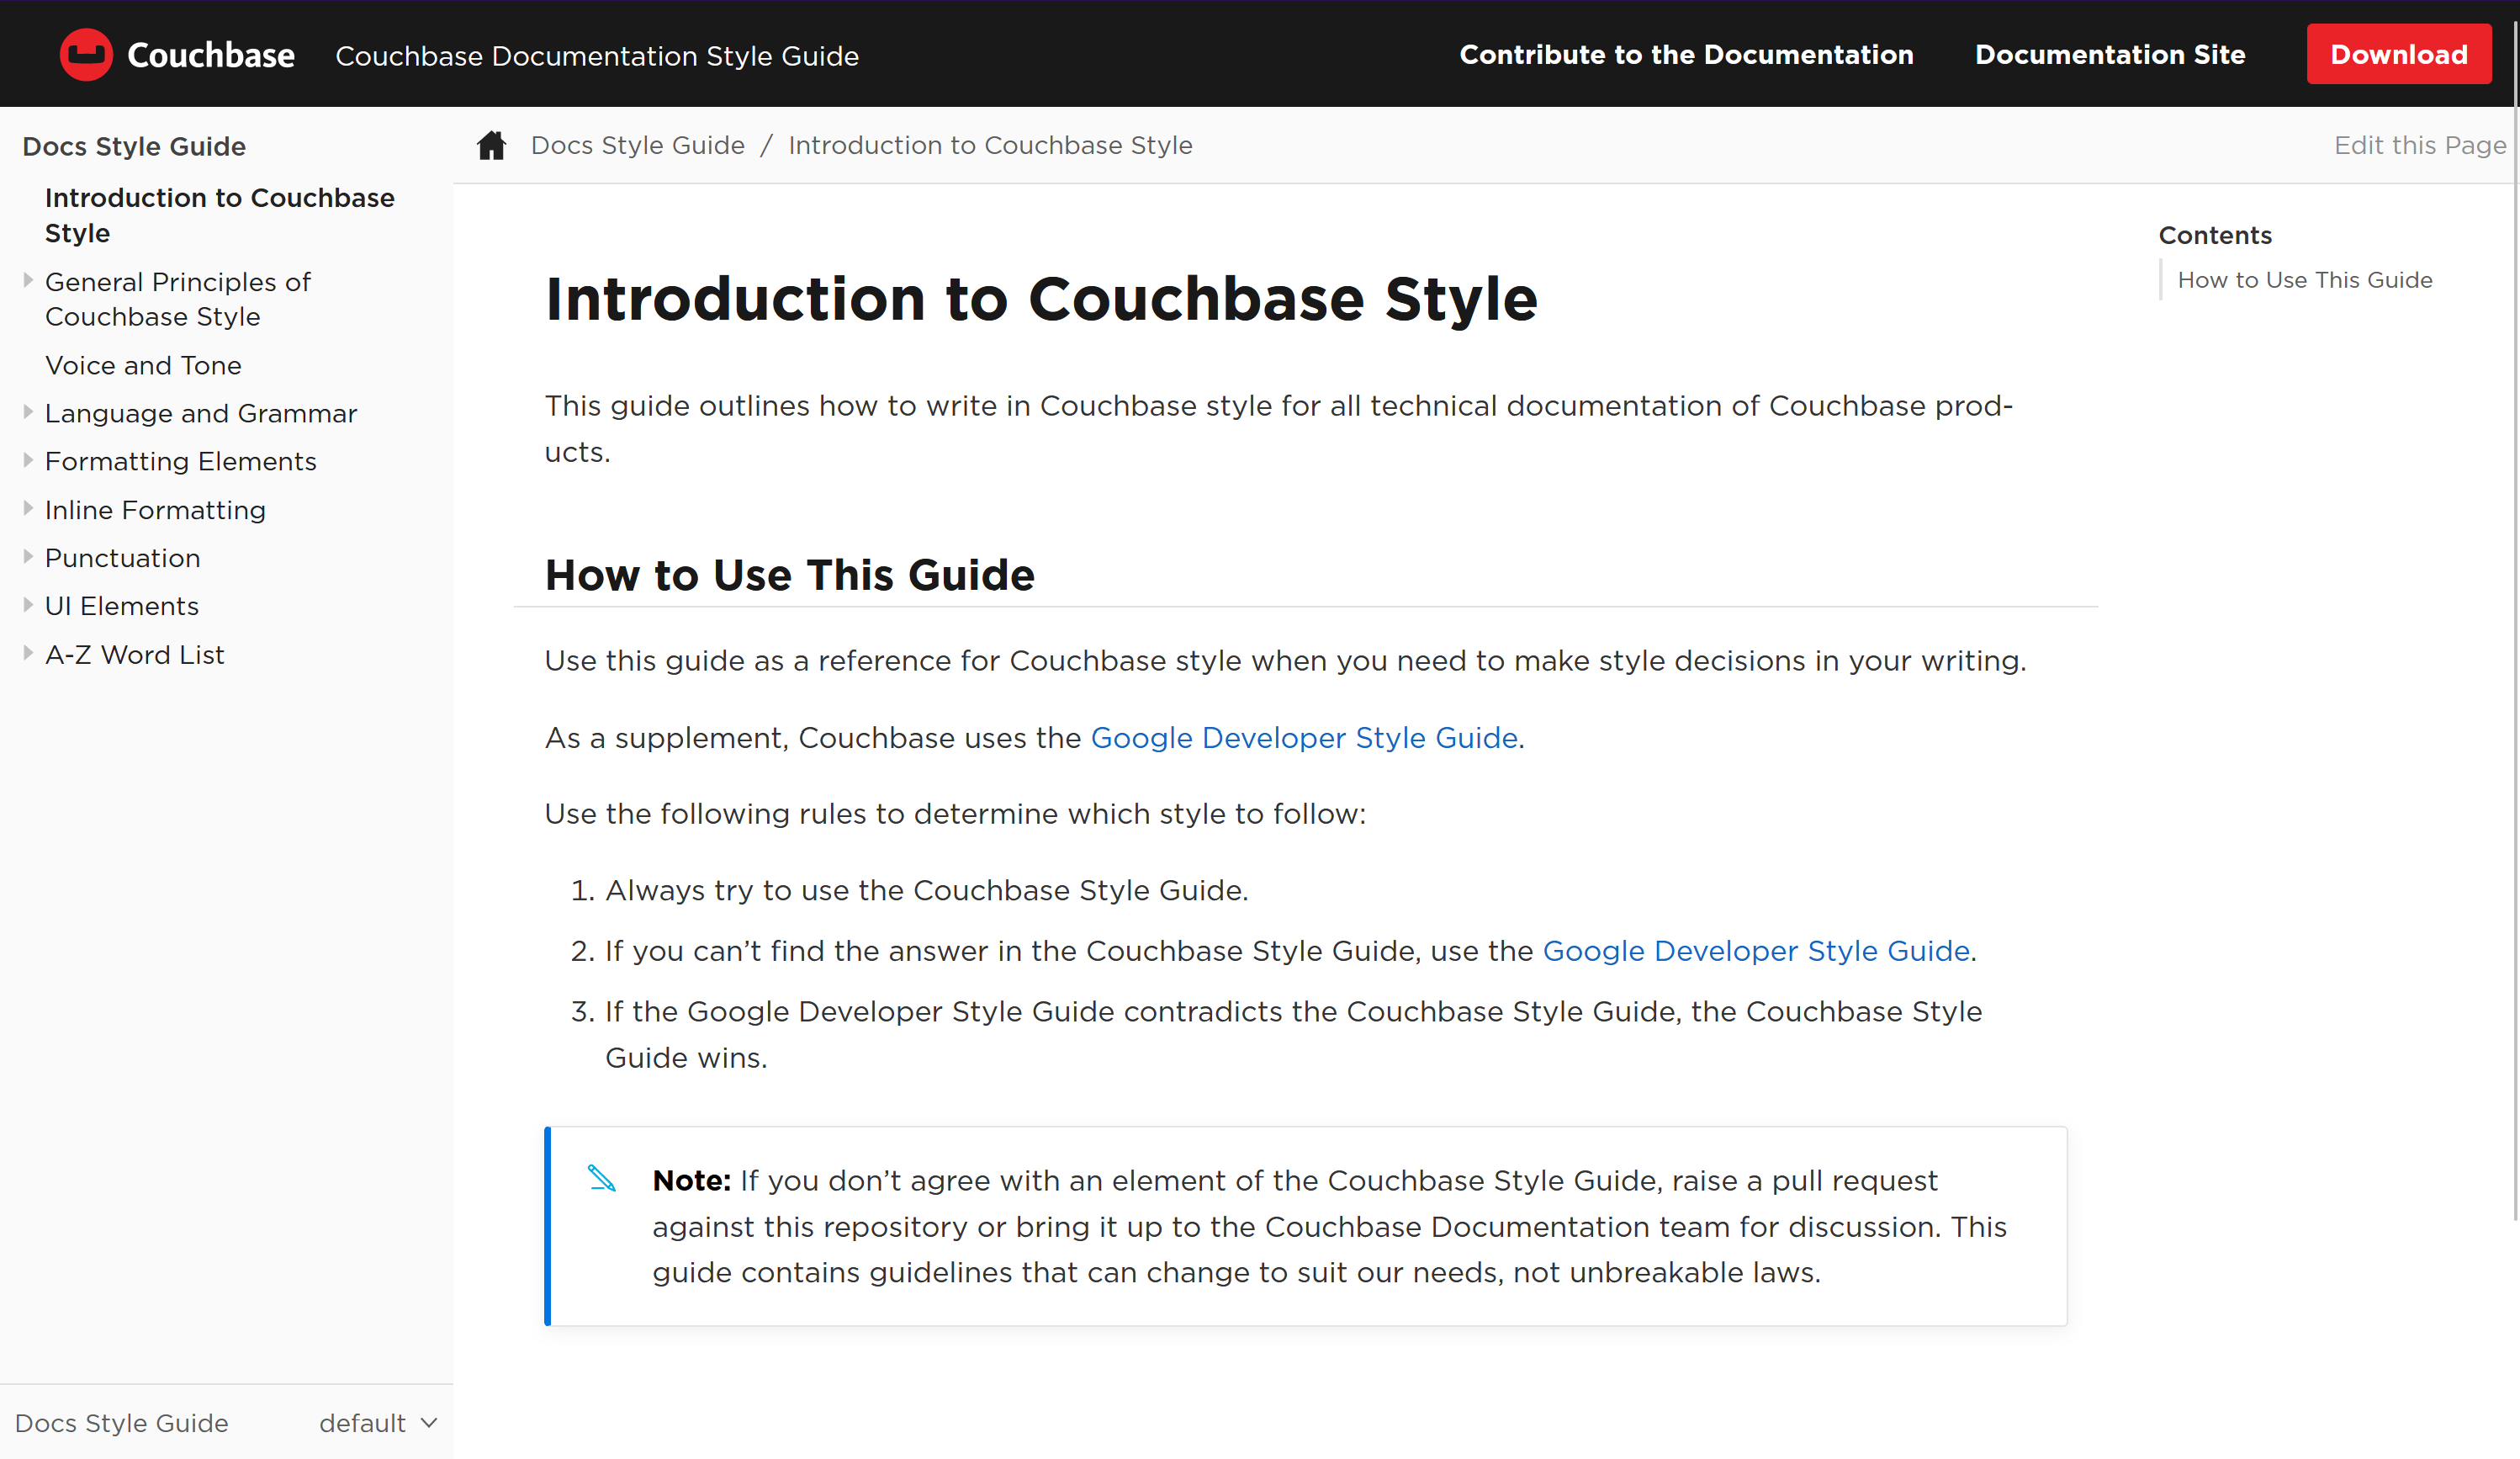 Couchbase Couchbase Documentation Style Guide Contribute to the Documentation Documentation Site Download
Docs Style Guide
Introduction to Couchbase
Style
General Principles of
Couchbase Style
Voice and Tone
Language and Grammar
Formatting Elements
Inline Formatting
Punctuation
UI Elements
A-Z Word List
Docs Style Guide default
Docs Style Guide / Introduction to Couchbase Style Edit this Page
Introduction to Couchbase Style
This guide outlines how to write in Couchbase style for all technical documentation of Couchbase prod-
ucts.
How to Use This Guide
Use this guide as a reference for Couchbase style when you need to make style decisions in your writing.
As a supplement, Couchbase uses the Google Developer Style Guide.
Use the following rules to determine which style to follow:
1. Always try to use the Couchbase Style Guide.
2. If you can’t find the answer in the Couchbase Style Guide, use the Google Developer Style Guide.
3. If the Google Developer Style Guide contradicts the Couchbase Style Guide, the Couchbase Style
Guide wins.
Note: If you don’t agree with an element of the Couchbase Style Guide, raise a pull request
against this repository or bring it up to the Couchbase Documentation team for discussion. This
guide contains guidelines that can change to suit our needs, not unbreakable laws.
Contents
How to Use This Guide